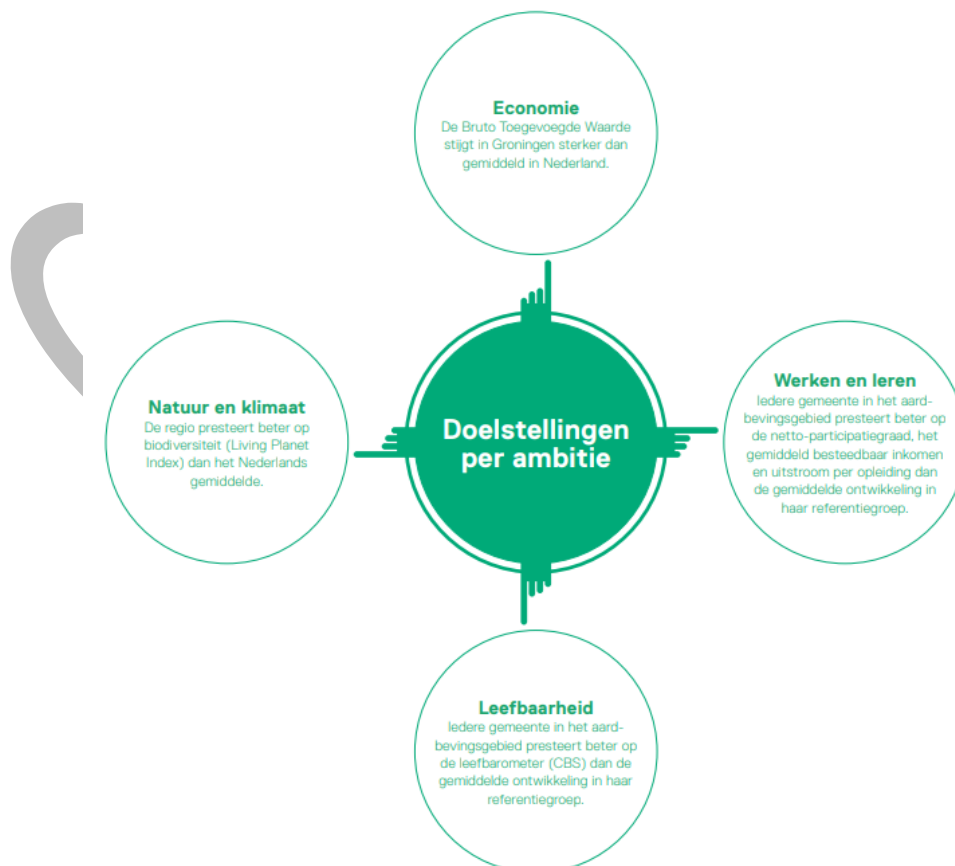 Economie
De Bruto Toegevoegde Waarde
stijgt in Groningen sterker dan
gemiddeld in Nederland.
Natuur en klimaat
De regio presteert beter op
biodiversiteit (Living Planet
Index) dan het Nederlands
gemiddelde.
Doelstellingen
per ambitie
Werken en leren
Iedere gemeente in het aard-
bevingsgebied presteert beter op
de netto-participatiegraad, het
gemiddeld besteedbaar inkomen
en uitstroom per opleiding dan
de gemiddelde ontwikkeling in
haar referentiegroep.
Leefbaarheid
Iedere gemeente in het aard-
bevingsgebied presteert beter op
de leefbarometer (CBS) dan de
gemiddelde ontwikkeling in haar
referentiegroep.